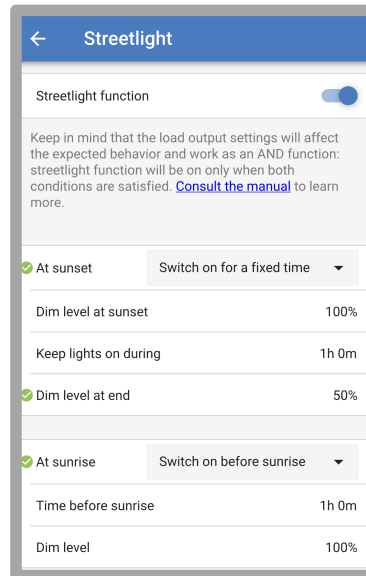 Streetlight
Streetlight function
Keep in mind that the load output settings will affect
the expected behavior and work as an AND function:
streetlight function will be on only when both
conditions are satisfied. Consult the manual to learn
more.
At sunset Switch on for a fixed time
Dim level at sunset 100%
Keep lights on during 1h 0m
Dim level at end 50%
At sunrise Switch on before sunrise
Time before sunrise 1h 0m
Dim level 100%